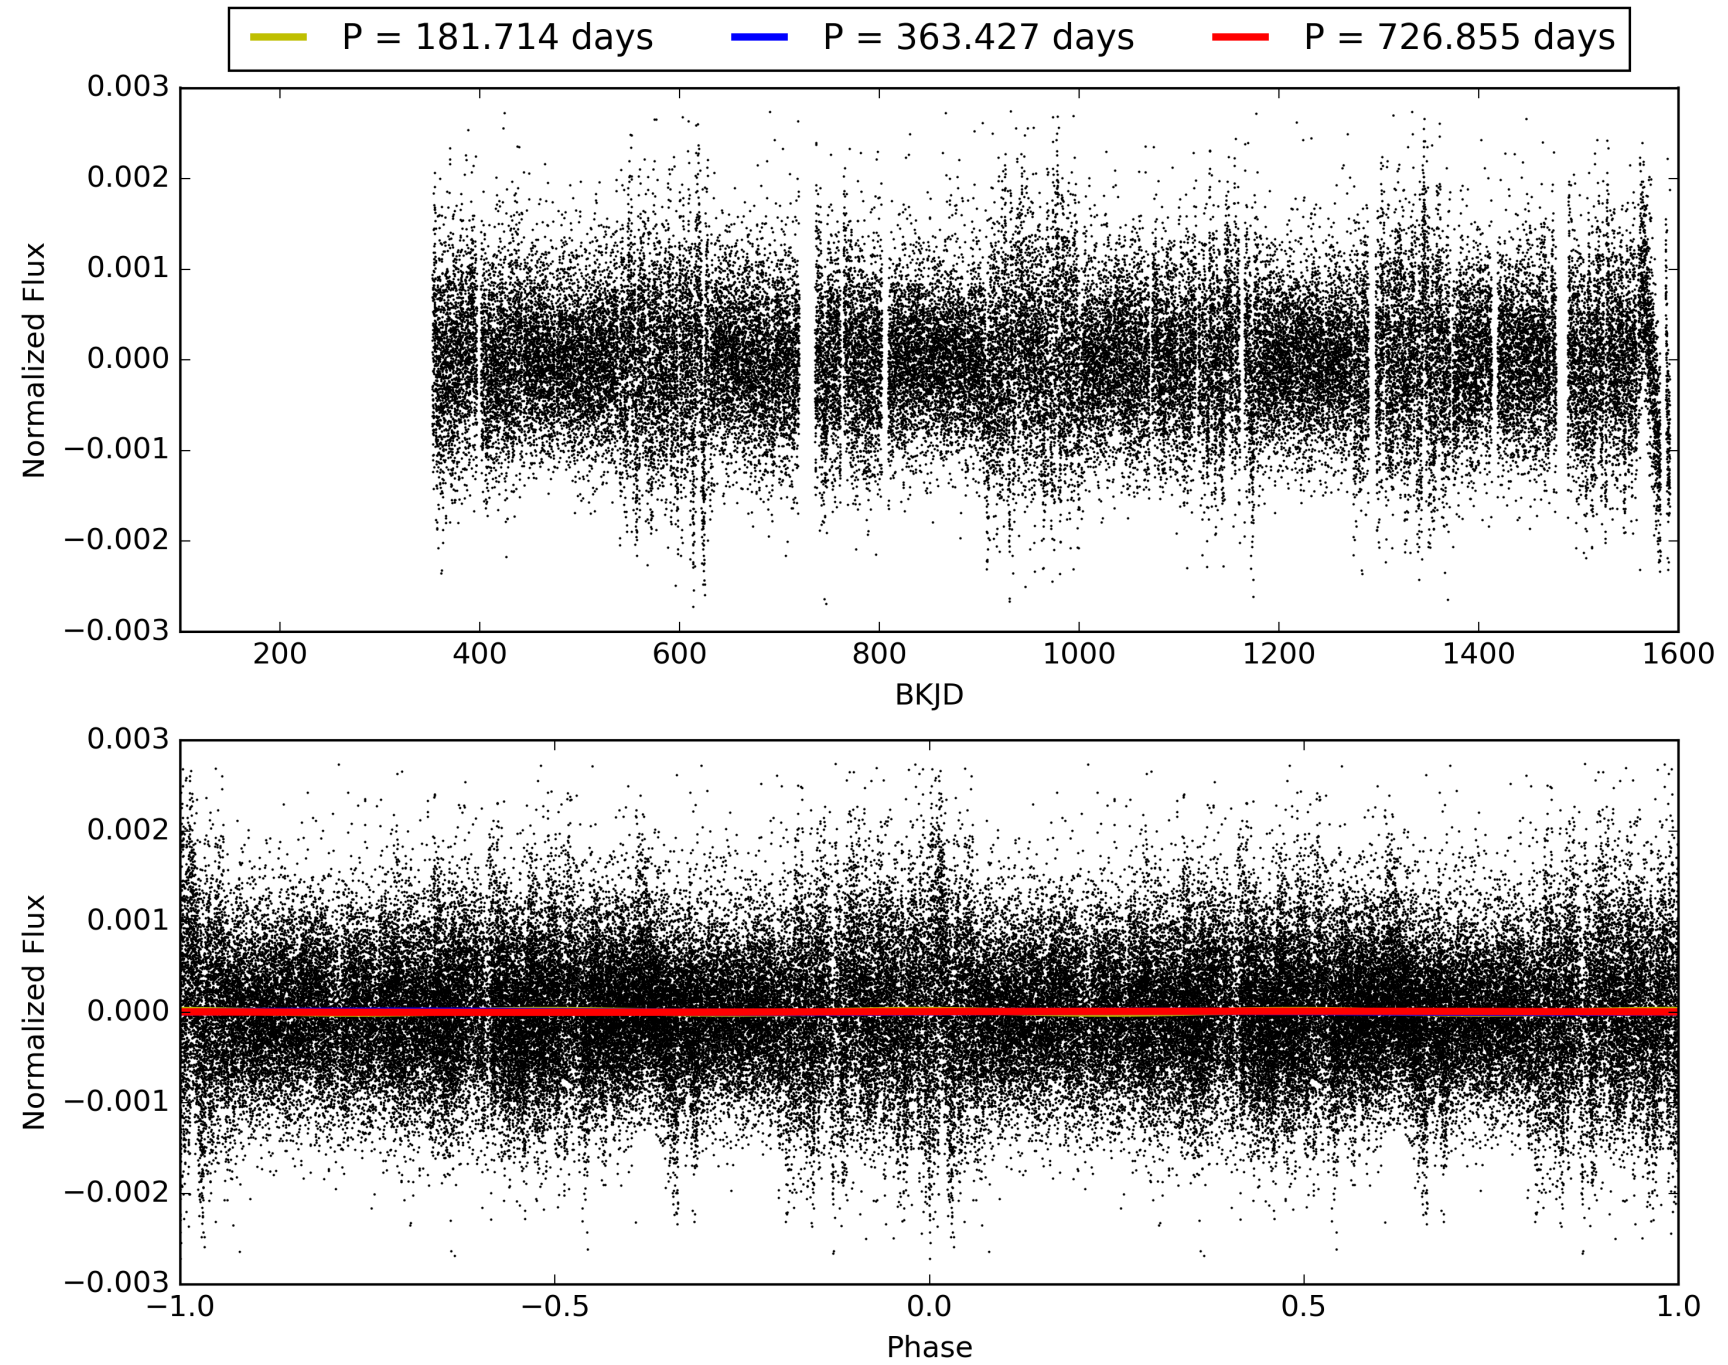 P = 181.714 days P = 363.427 days P = 726.855 days
0.003
0.002
0.001
0.000
−0.001
−0.002
−0.003
Normalized Flux
200 400 600 800 1000 1200 1400 1600
BKJD
0.003
0.002
0.001
0.000
−0.001
−0.002
−0.003
Normalized Flux
−1.0 −0.5 0.0 0.5 1.0
Phase